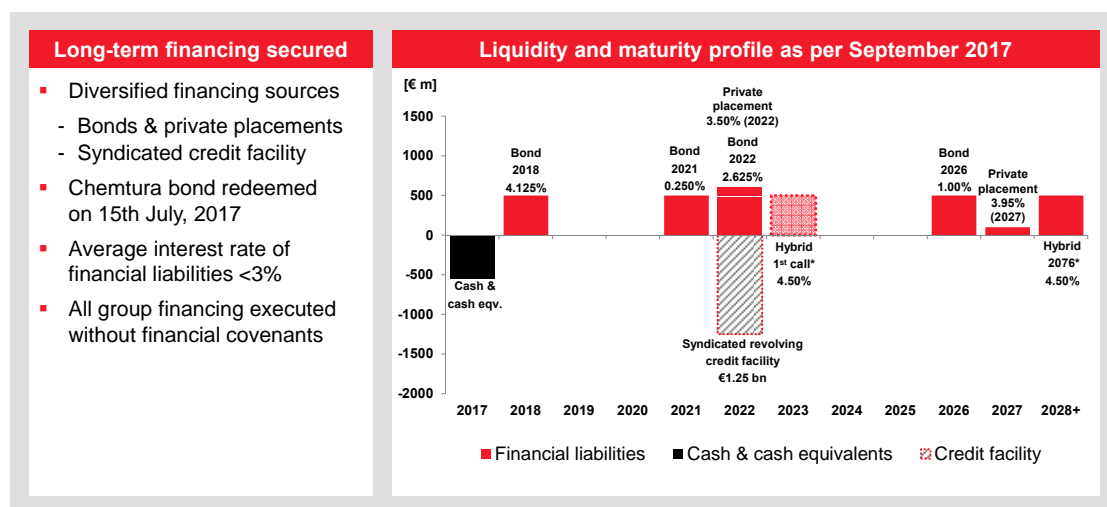 Long-term financing secured
▪ Diversified financing sources
- Bonds & private placements
- Syndicated credit facility
▪ Chemtura bond redeemed
on 15th July, 2017
▪ Average interest rate of
financial liabilities <3%
▪ All group financing executed
without financial covenants
Liquidity and maturity profile as per September 2017
[€ m]
1500
1000
500
0
-500
-1000
-1500
-2000
Cash &
cash eqv.
Bond
2018
4.125%
Bond
2021
0.250%
Private
placement
3.50% (2022)
Bond
2022
2.625%
Syndicated revolving
credit facility
€1.25 bn
Hybrid
1st call*
4.50%
Bond
2026
1.00%
Private
placement
3.95%
(2027)
Hybrid
2076*
4.50%
2017 2018 2019 2020 2021 2022 2023 2024 2025 2026 2027 2028+
Financial liabilities Cash & cash equivalents Credit facility